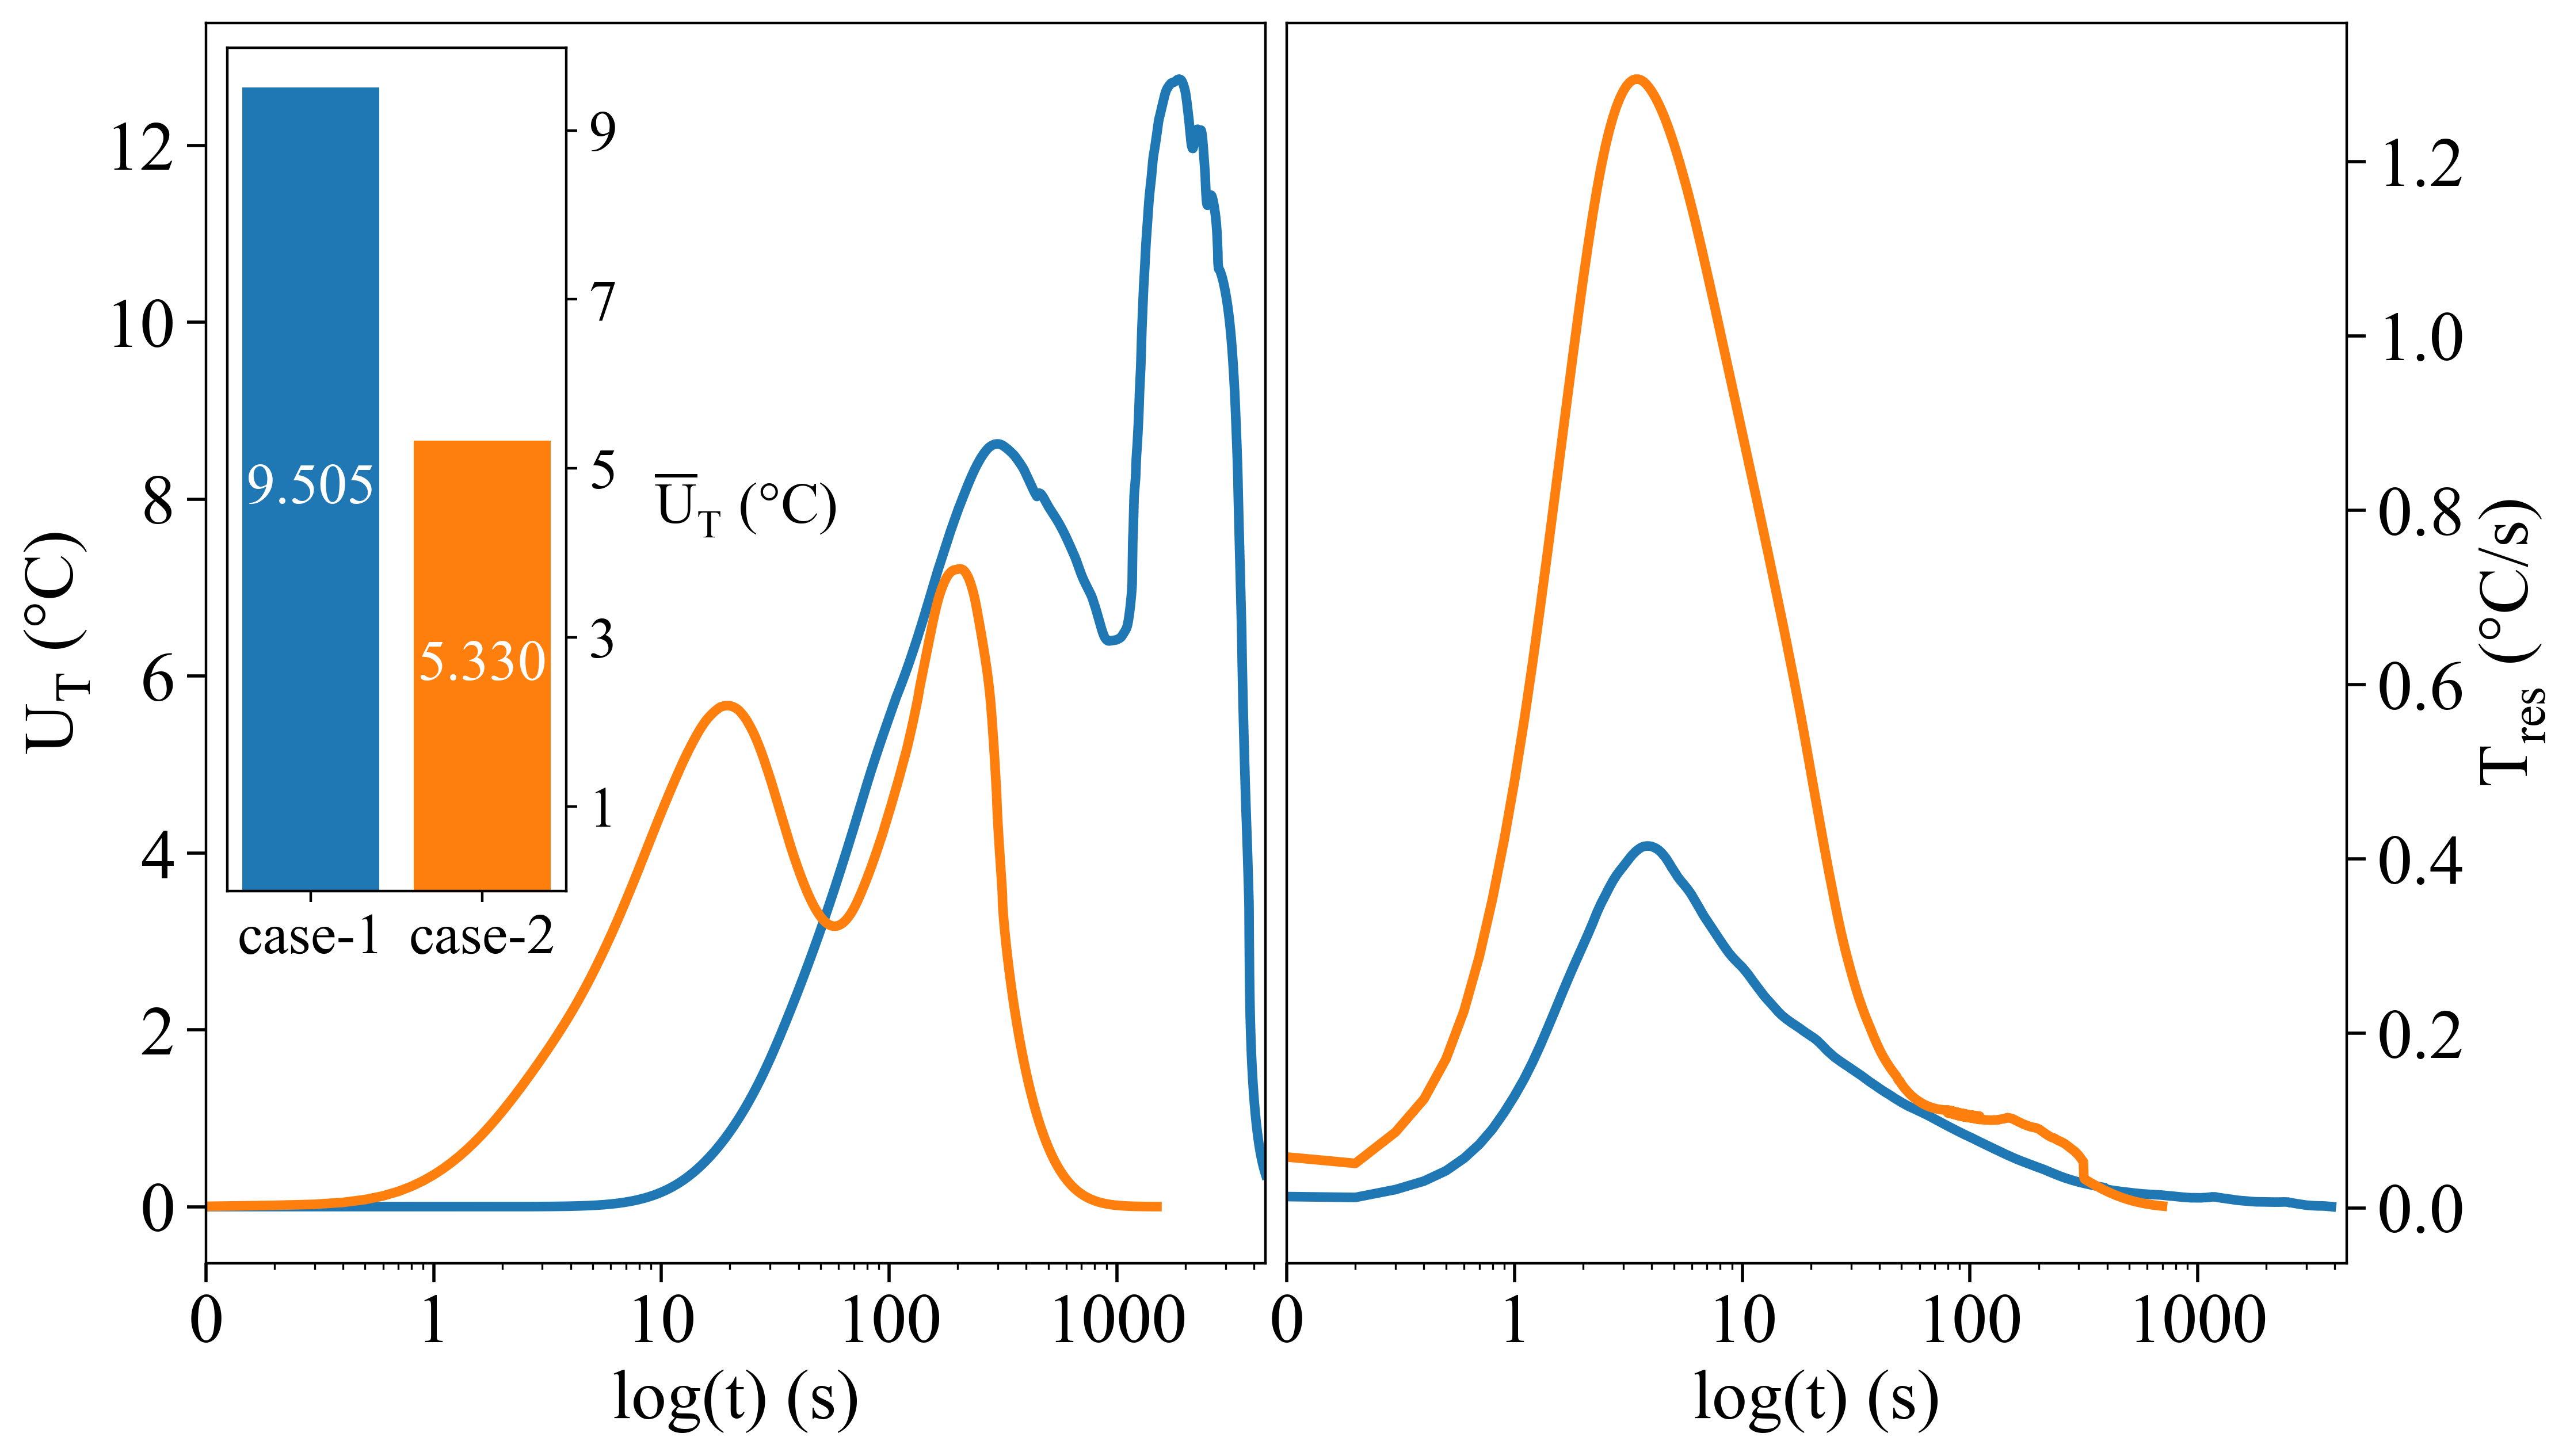 U_T (°C)
12
10
8
6
4
2
0
9.505
5.330
9
7
5
3
1
U̅_T (°C)
case-1 case-2
0 1 10 100 1000
log(t) (s)
0 1 10 100 1000
log(t) (s)
1.2
1.0
0.8
0.6
0.4
0.2
0.0
T_res (°C/s)